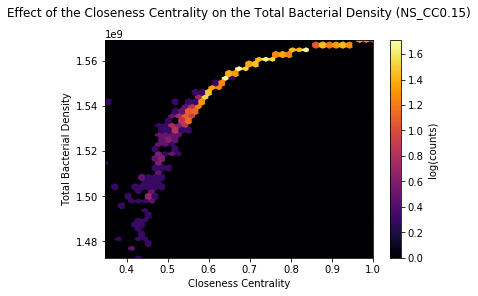 Effect of the Closeness Centrality on the Total Bacterial Density (NS_CC0.15)
1e9
1.56
1.54
1.52
1.50
1.48
Total Bacterial Density
0.4 0.5 0.6 0.7 0.8 0.9 1.0
Closeness Centrality
1.6
1.4
1.2
1.0
0.8
0.6
0.4
0.2
0.0
log(counts)